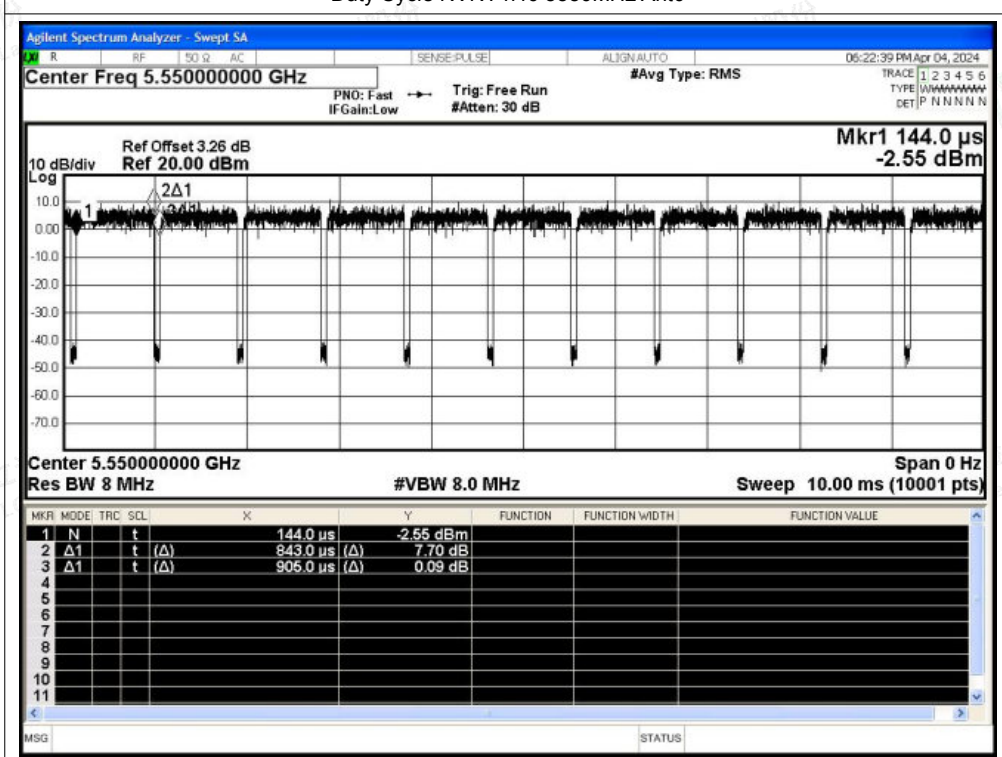 Agilent Spectrum Analyzer - Swept SA
LXI R RF 50 Ω AC SENSE:PULSE ALIGNAUTO 06:22:39 PM Apr 04, 2024
Center Freq 5.550000000 GHz #Avg Type: RMS TRACE 1 2 3 4 5 6
PNO: Fast Trig: Free Run TYPE
IFGain:Low #Atten: 30 dB DET P N N N N N
Mkr1 144.0 µs
Ref Offset 3.26 dB
10 dB/div Ref 20.00 dBm -2.55 dBm
Log
2Δ1
10.0
1
0.00
-10.0
-20.0
-30.0
-40.0
-50.0
-60.0
-70.0
Center 5.550000000 GHz Span 0 Hz
Res BW 8 MHz #VBW 8.0 MHz Sweep 10.00 ms (10001 pts)
MKR MODE TRC SCL X Y FUNCTION FUNCTION WIDTH FUNCTION VALUE
1 N t 144.0 µs -2.55 dBm
2 Δ1 t (Δ) 843.0 µs (Δ) 7.70 dB
3 Δ1 t (Δ) 905.0 µs (Δ) 0.09 dB
4
5
6
7
8
9
10
11
MSG STATUS